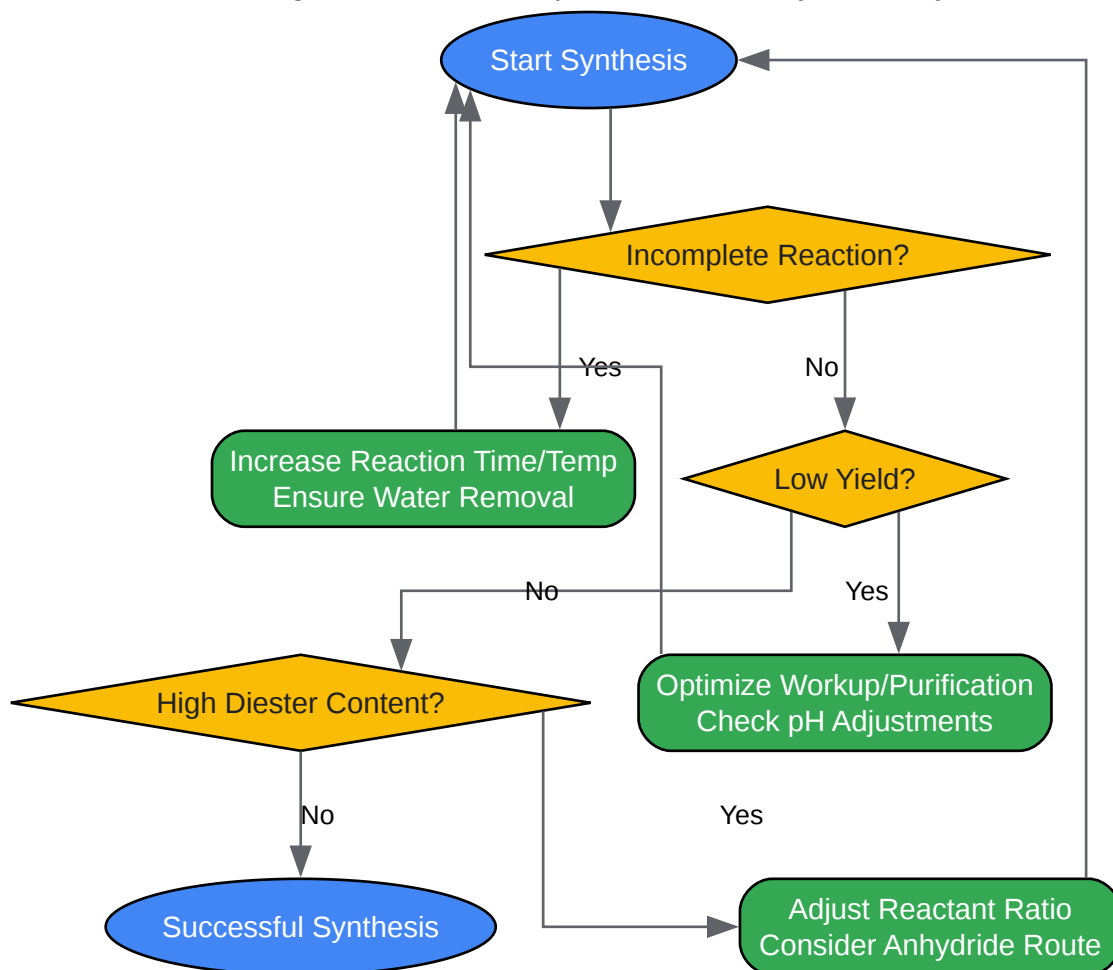 Start Synthesis
Incomplete Reaction?
Yes
No
Increase Reaction Time/Temp
Ensure Water Removal
Low Yield?
No
Yes
High Diester Content?
Optimize Workup/Purification
Check pH Adjustments
No
Yes
Successful Synthesis
Adjust Reactant Ratio
Consider Anhydride Route